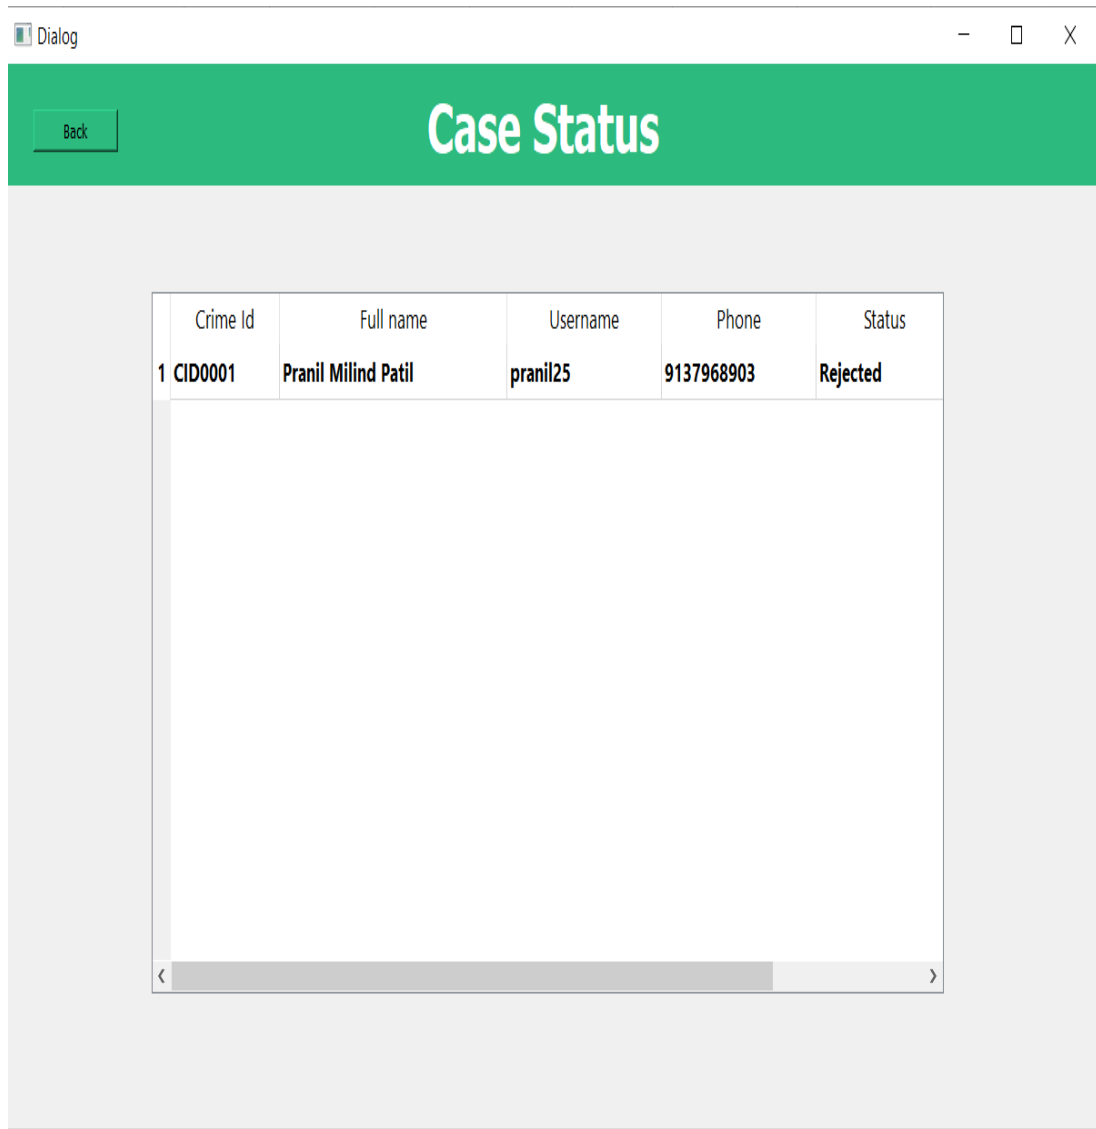 Dialog
Back
Case Status
Crime Id Full name Username Phone Status
1 CID0001 Pranil Milind Patil pranil25 9137968903 Rejected